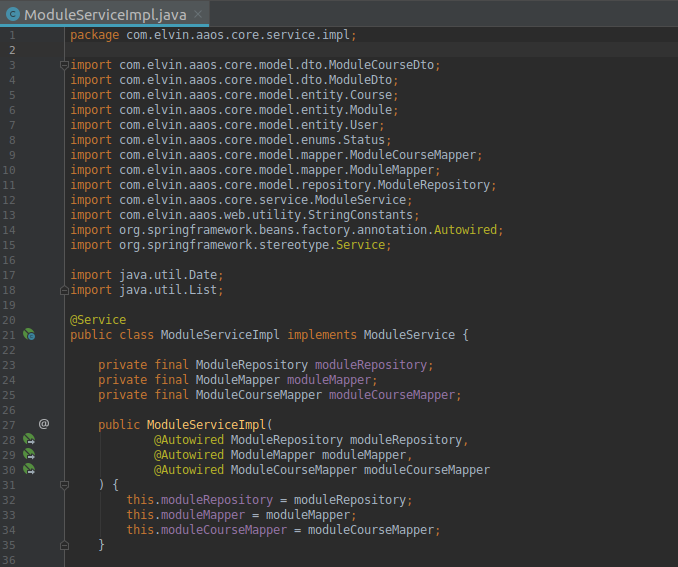 ModuleServiceImpl.java
1 package com.elvin.aaos.core.service.impl;
2
3 import com.elvin.aaos.core.model.dto.ModuleCourseDto;
4 import com.elvin.aaos.core.model.dto.ModuleDto;
5 import com.elvin.aaos.core.model.entity.Course;
6 import com.elvin.aaos.core.model.entity.Module;
7 import com.elvin.aaos.core.model.entity.User;
8 import com.elvin.aaos.core.model.enums.Status;
9 import com.elvin.aaos.core.model.mapper.ModuleCourseMapper;
10 import com.elvin.aaos.core.model.mapper.ModuleMapper;
11 import com.elvin.aaos.core.model.repository.ModuleRepository;
12 import com.elvin.aaos.core.service.ModuleService;
13 import com.elvin.aaos.web.utility.StringConstants;
14 import org.springframework.beans.factory.annotation.Autowired;
15 import org.springframework.stereotype.Service;
16
17 import java.util.Date;
18 import java.util.List;
19
20 @Service
21 public class ModuleServiceImpl implements ModuleService {
22
23 private final ModuleRepository moduleRepository;
24 private final ModuleMapper moduleMapper;
25 private final ModuleCourseMapper moduleCourseMapper;
26
27 @ public ModuleServiceImpl(
28 @Autowired ModuleRepository moduleRepository,
29 @Autowired ModuleMapper moduleMapper,
30 @Autowired ModuleCourseMapper moduleCourseMapper
31 ) {
32 this.moduleRepository = moduleRepository;
33 this.moduleMapper = moduleMapper;
34 this.moduleCourseMapper = moduleCourseMapper;
35 }
36